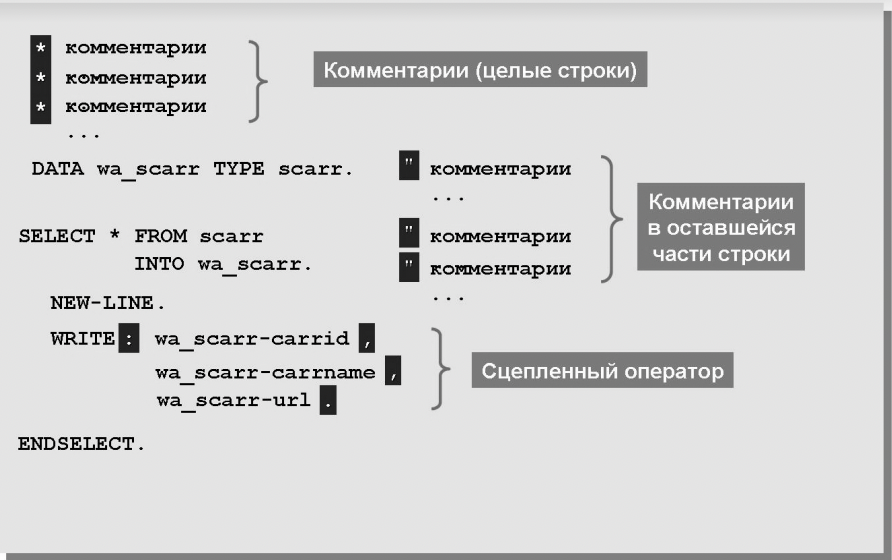 * комментарии
* комментарии
* комментарии
...
Комментарии (целые строки)
DATA wa_scarr TYPE scarr. " комментарии
...
SELECT * FROM scarr " комментарии
INTO wa_scarr. " комментарии
...
Комментарии
в оставшейся
части строки
NEW-LINE.
WRITE : wa_scarr-carrid ,
wa_scarr-carrname ,
wa_scarr-url .
Сцепленный оператор
ENDSELECT.